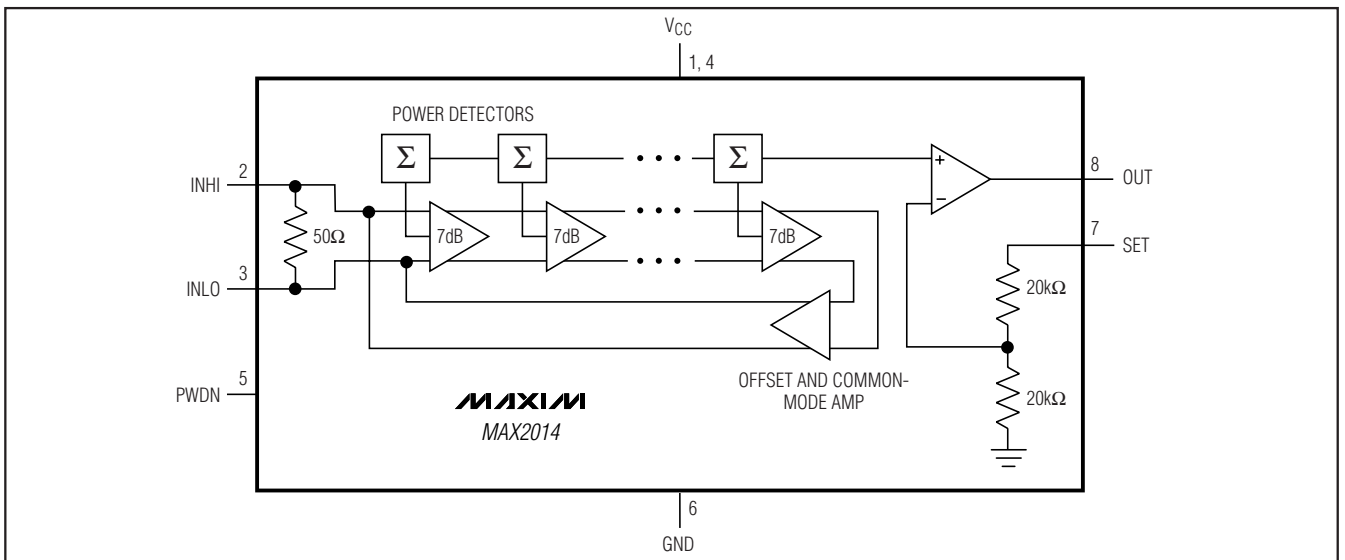 VCC
1, 4
POWER DETECTORS
Σ Σ • • • Σ
2
INHI
8
OUT
+
−
7dB 7dB • • • 7dB
50Ω
7
SET
3
INLO
20kΩ
OFFSET AND COMMON-
MODE AMP
5
PWDN
20kΩ
MAXIM
MAX2014
6
GND